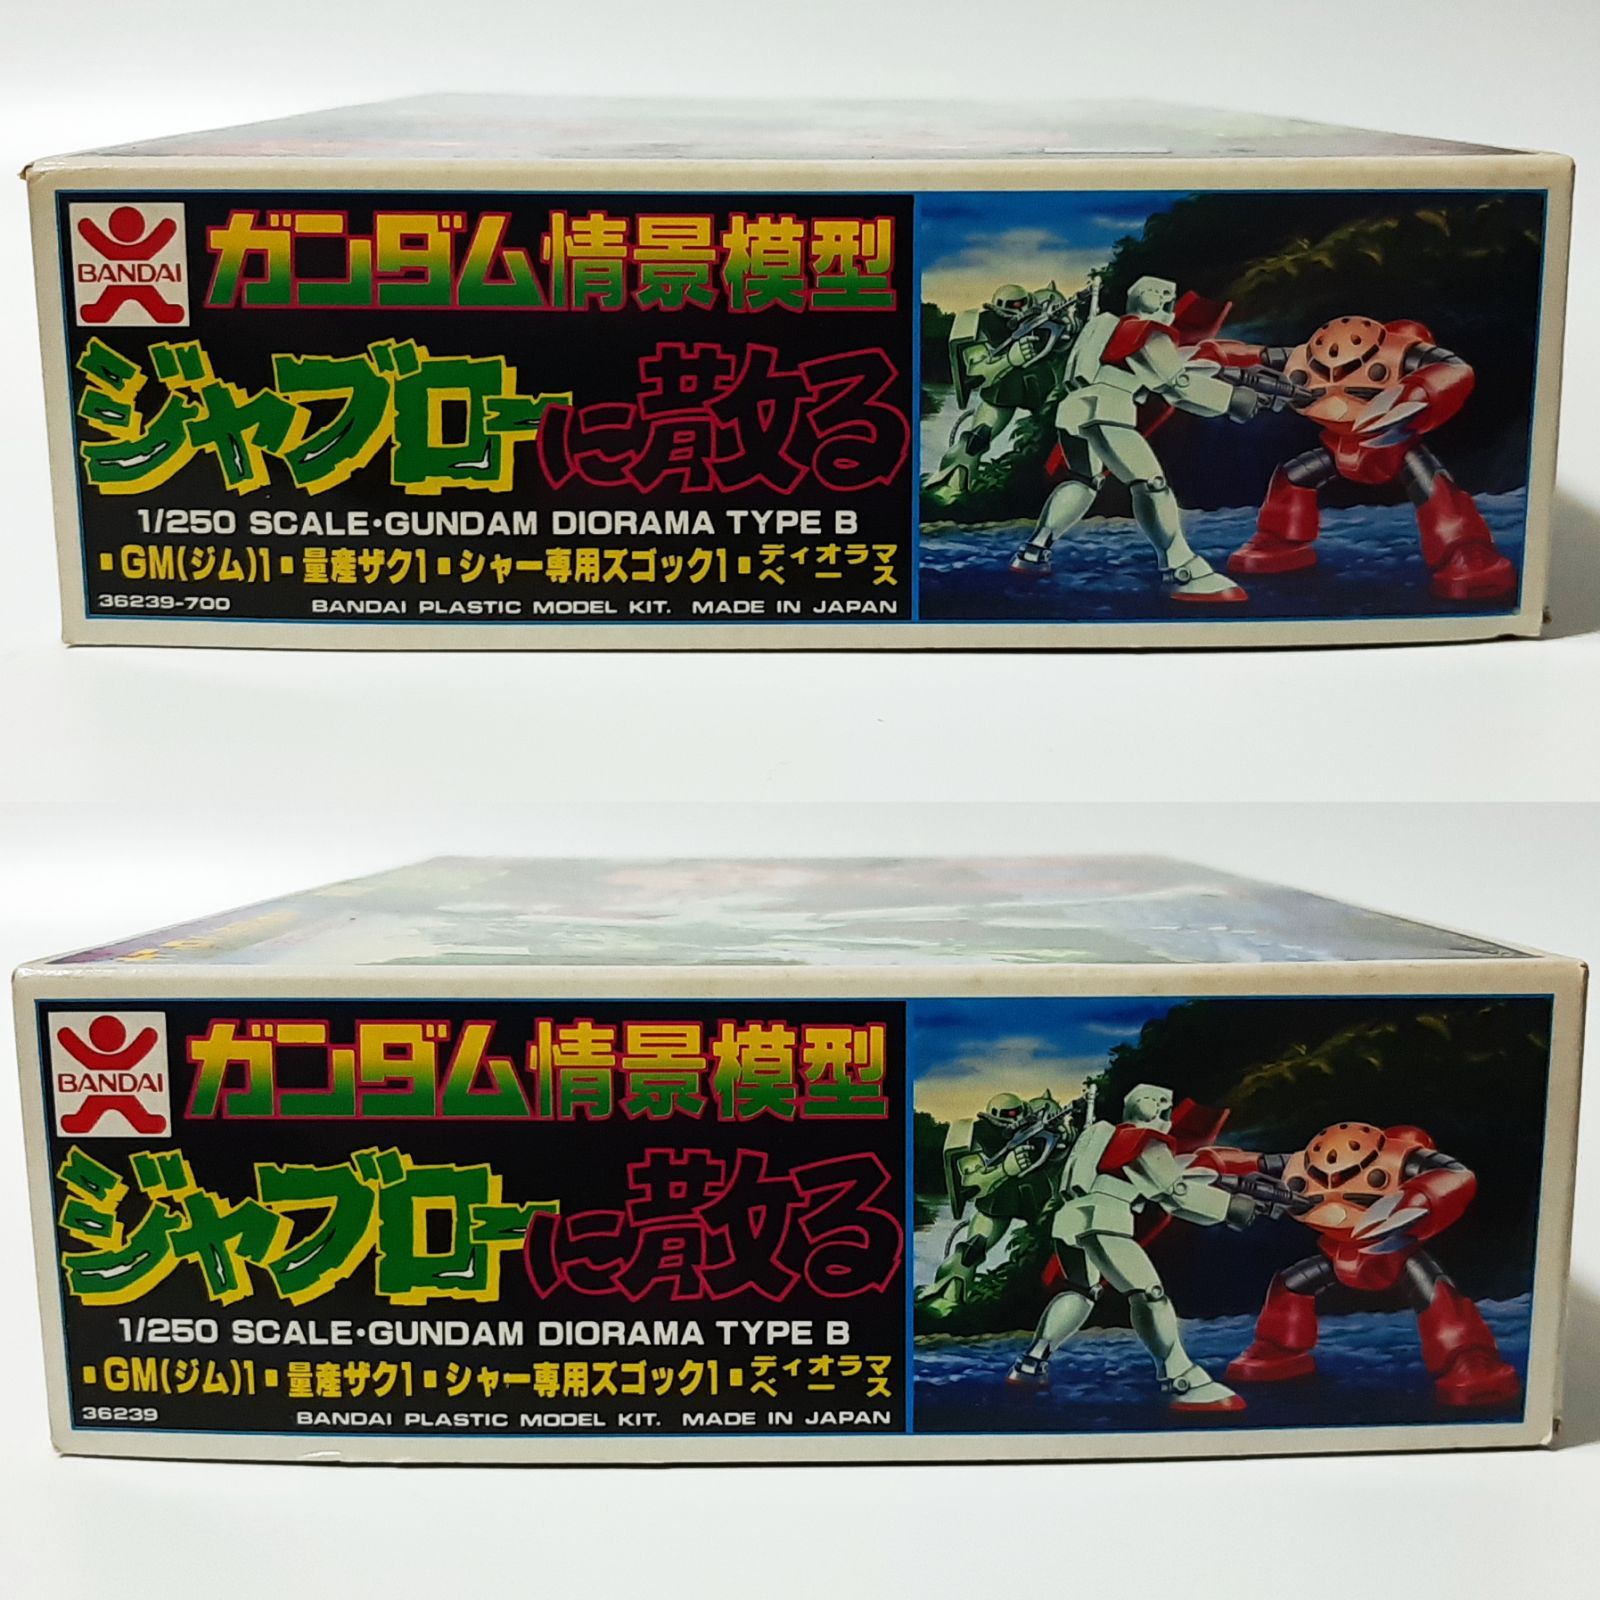 BANDAI
ガンダム情景模型
ジャブローに散る
1/250 SCALE・GUNDAM DIORAMA TYPE B
▪GM(ジム)1▪量産ザク1▪シャー専用ズゴック1▪ディオラマベース
36239-700 BANDAI PLASTIC MODEL KIT. MADE IN JAPAN
BANDAI
ガンダム情景模型
ジャブローに散る
1/250 SCALE・GUNDAM DIORAMA TYPE B
▪GM(ジム)1▪量産ザク1▪シャー専用ズゴック1▪ディオラマベース
36239 BANDAI PLASTIC MODEL KIT. MADE IN JAPAN